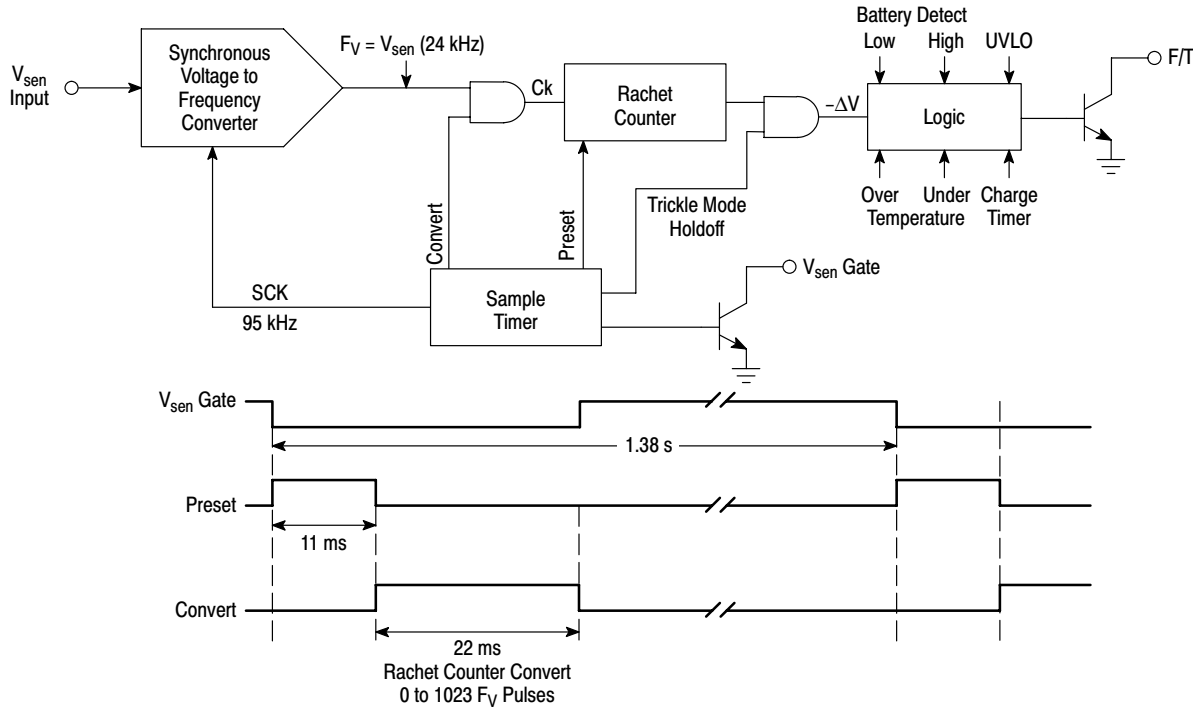 Battery Detect
Low High UVLO
F/T
Synchronous
Voltage to
Frequency
Converter
F_V = V_sen (24 kHz)
V_sen
Input
Ck
Rachet
Counter
−ΔV
Logic
Over Under Charge
Temperature Timer
Trickle Mode
Holdoff
Convert
Preset
V_sen Gate
SCK
95 kHz
Sample
Timer
V_sen Gate
1.38 s
Preset
11 ms
Convert
22 ms
Rachet Counter Convert
0 to 1023 F_V Pulses